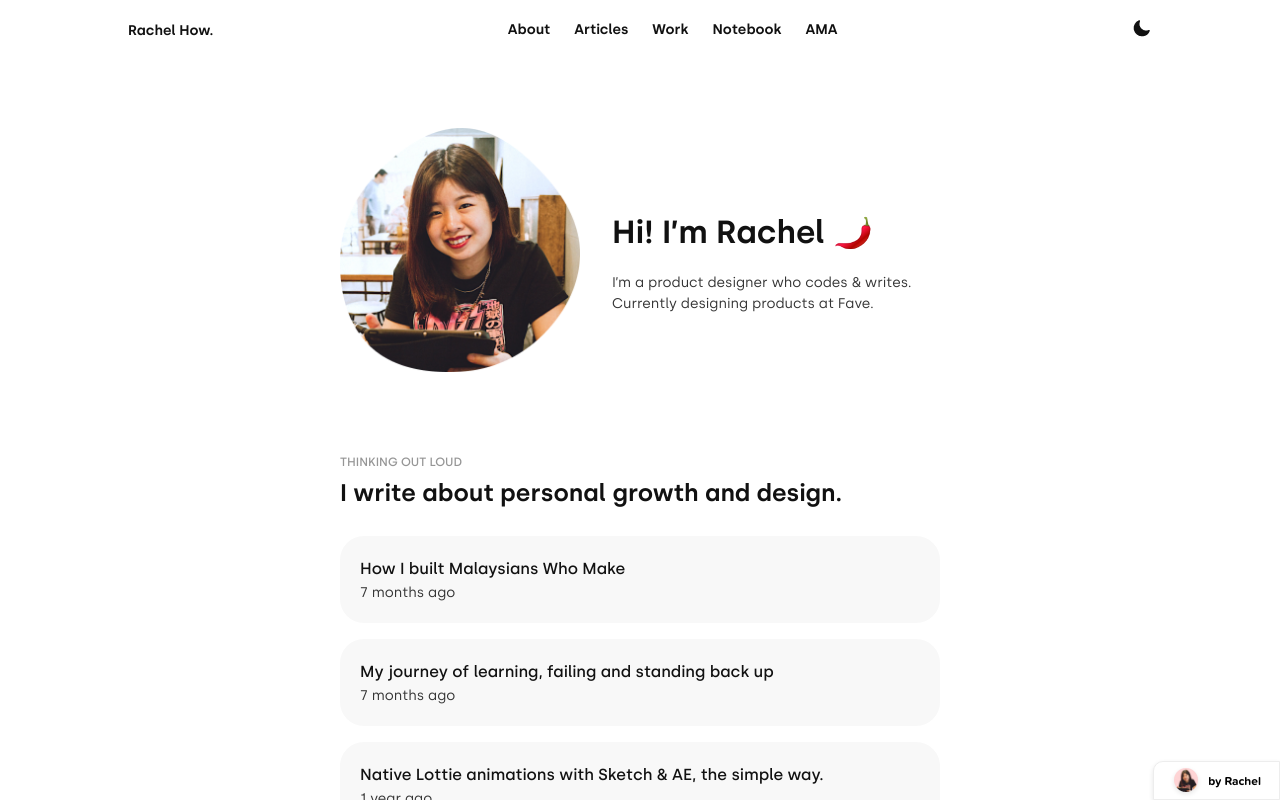 Rachel How.
About Articles Work Notebook AMA
Hi! I'm Rachel 🌶️
I'm a product designer who codes & writes.
Currently designing products at Fave.
THINKING OUT LOUD
I write about personal growth and design.
How I built Malaysians Who Make
7 months ago
My journey of learning, failing and standing back up
7 months ago
Native Lottie animations with Sketch & AE, the simple way.
1 year ago
by Rachel